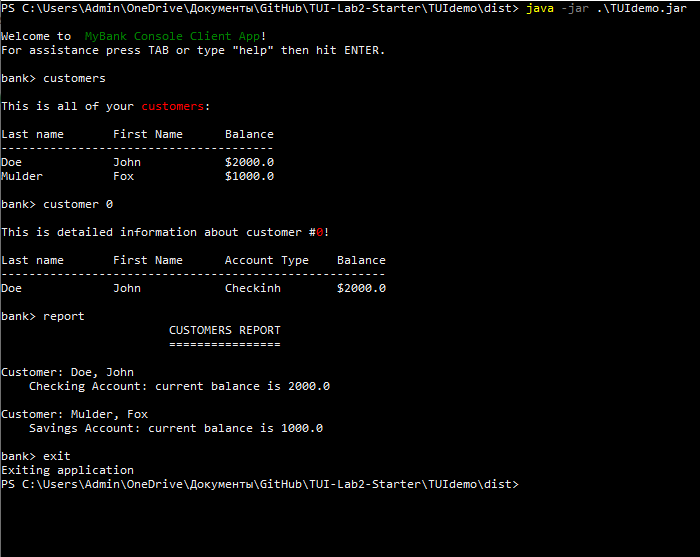 PS C:\Users\Admin\OneDrive\Документы\GitHub\TUI-Lab2-Starter\TUIdemo\dist> java -jar .\TUIdemo.jar
Welcome to  MyBank Console Client App!
For assistance press TAB or type "help" then hit ENTER.
bank> customers
This is all of your customers:
Last name       First Name      Balance
---------------------------------------
Doe             John            $2000.0
Mulder          Fox             $1000.0
bank> customer 0
This is detailed information about customer #0!
Last name       First Name      Account Type    Balance
-------------------------------------------------------
Doe             John            Checkinh        $2000.0
bank> report
                        CUSTOMERS REPORT
                        ================
Customer: Doe, John
    Checking Account: current balance is 2000.0
Customer: Mulder, Fox
    Savings Account: current balance is 1000.0
bank> exit
Exiting application
PS C:\Users\Admin\OneDrive\Документы\GitHub\TUI-Lab2-Starter\TUIdemo\dist>